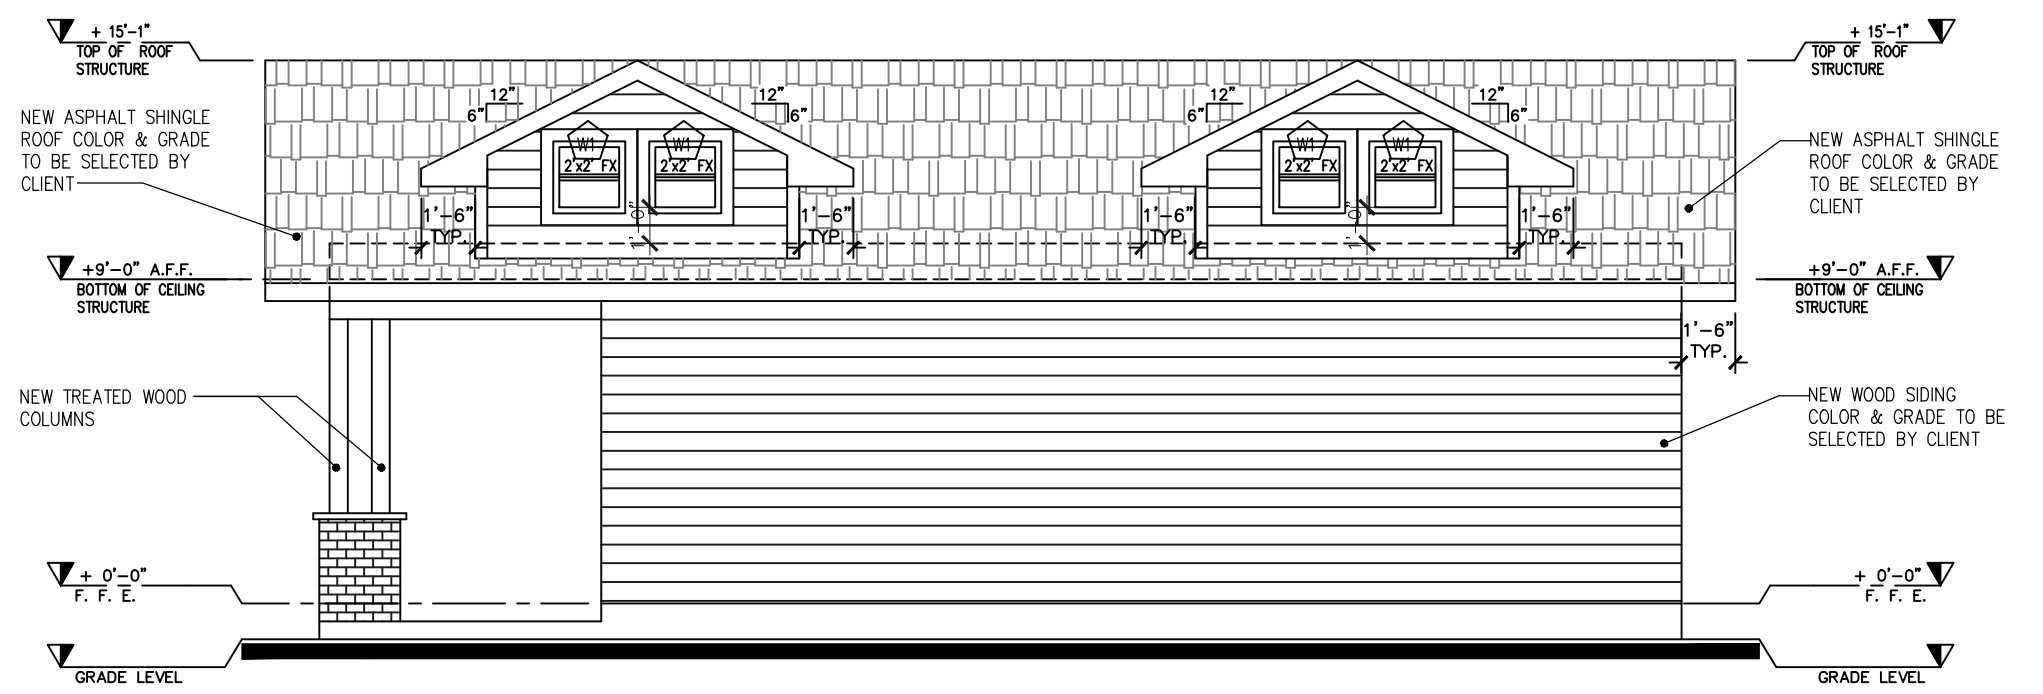 + 15'-1"
TOP OF ROOF
STRUCTURE
+ 15'-1"
TOP OF ROOF
STRUCTURE
NEW ASPHALT SHINGLE
ROOF COLOR & GRADE
TO BE SELECTED BY
CLIENT
12"
6"
12"
6"
12"
6"
12"
6"
NEW ASPHALT SHINGLE
ROOF COLOR & GRADE
TO BE SELECTED BY
CLIENT
W1
2'x2' FX
W1
2'x2' FX
W1
2'x2' FX
W1
2'x2' FX
1'-6"
TYP.
1'-0"
1'-6"
TYP.
1'-6"
TYP.
1'-0"
1'-6"
TYP.
+9'-0" A.F.F.
BOTTOM OF CEILING
STRUCTURE
+9'-0" A.F.F.
BOTTOM OF CEILING
STRUCTURE
1'-6"
TYP.
NEW TREATED WOOD
COLUMNS
NEW WOOD SIDING
COLOR & GRADE TO BE
SELECTED BY CLIENT
+ 0'-0"
F. F. E.
+ 0'-0"
F. F. E.
GRADE LEVEL
GRADE LEVEL